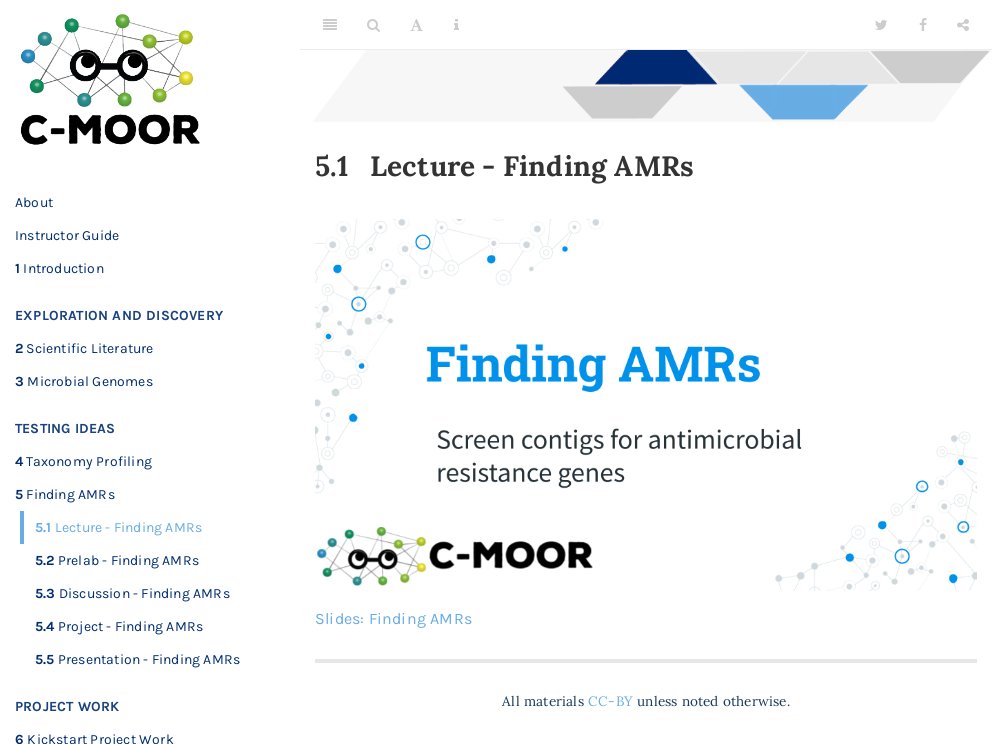 C-MOOR
About
Instructor Guide
1 Introduction
EXPLORATION AND DISCOVERY
2 Scientific Literature
3 Microbial Genomes
TESTING IDEAS
4 Taxonomy Profiling
5 Finding AMRs
5.1 Lecture - Finding AMRs
5.2 Prelab - Finding AMRs
5.3 Discussion - Finding AMRs
5.4 Project - Finding AMRs
5.5 Presentation - Finding AMRs
PROJECT WORK
6 Kickstart Project Work
A
5.1 Lecture - Finding AMRs
Finding AMRs
Screen contigs for antimicrobial
resistance genes
C-MOOR
Slides: Finding AMRs
All materials CC-BY unless noted otherwise.